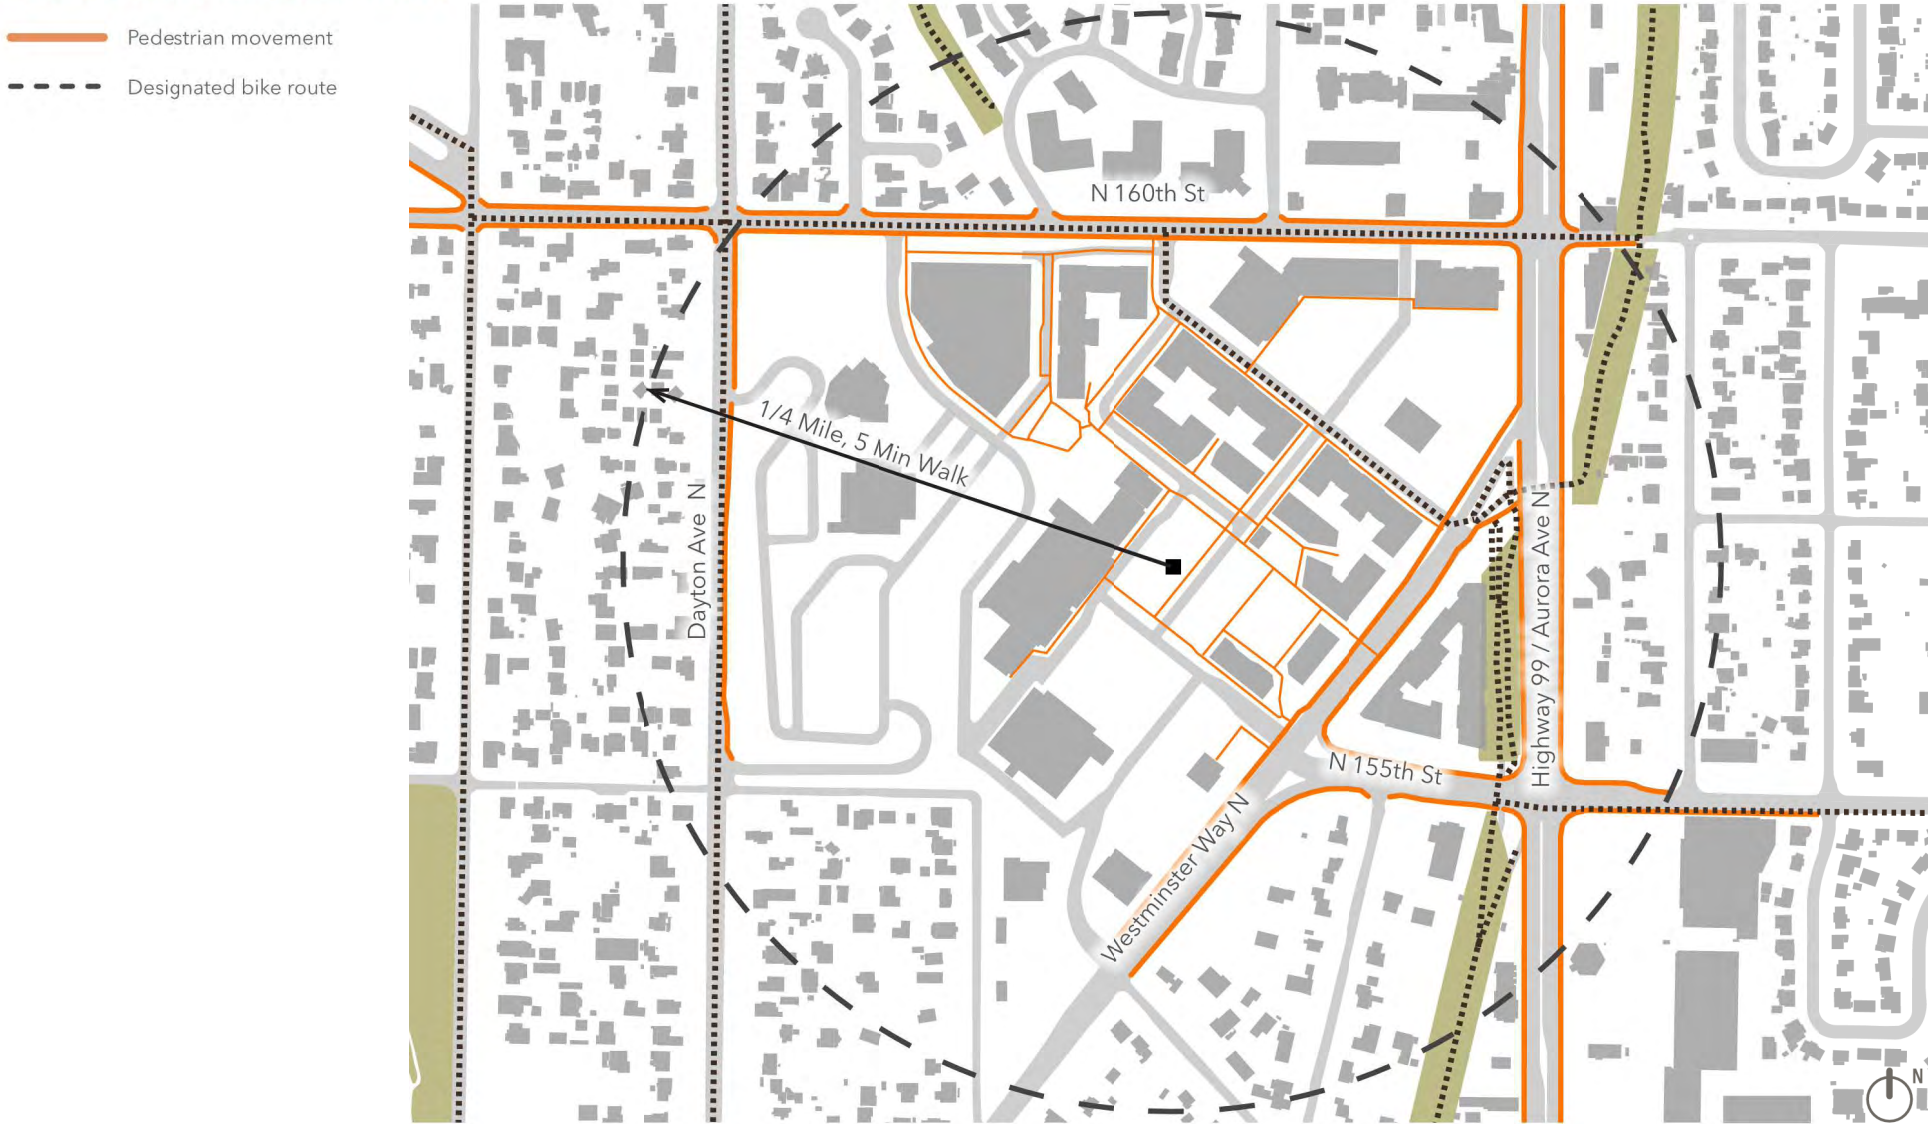 Pedestrian movement
Designated bike route
N 160th St
1/4 Mile, 5 Min Walk
Dayton Ave N
Highway 99 / Aurora Ave N
N 155th St
Westminster Way N
N